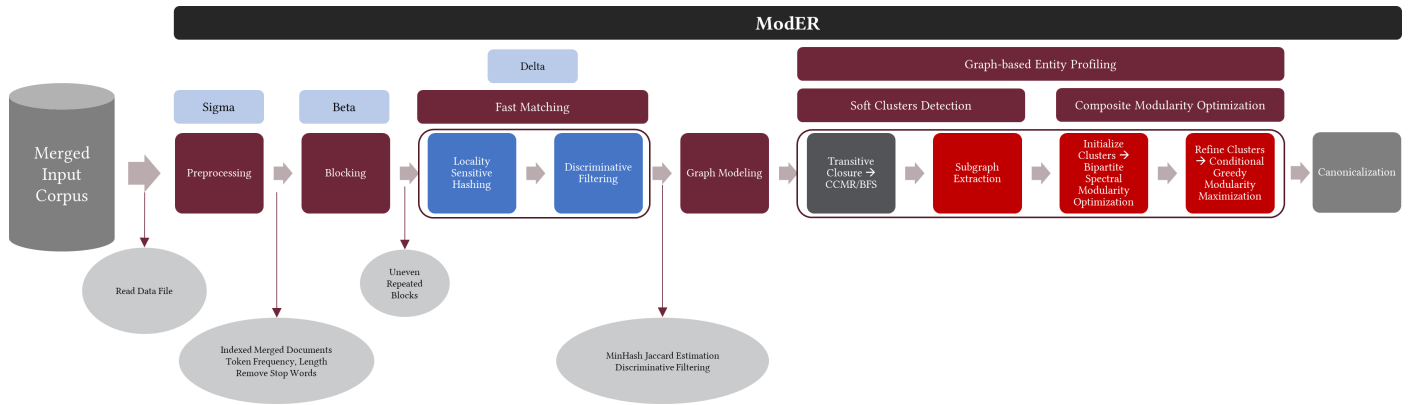 ModER
Delta
Graph-based Entity Profiling
Sigma
Beta
Fast Matching
Soft Clusters Detection
Composite Modularity Optimization
Merged
Input
Corpus
Preprocessing
Blocking
Locality
Sensitive
Hashing
Discriminative
Filtering
Graph Modeling
Transitive
Closure →
CCMR/BFS
Subgraph
Extraction
Initialize
Clusters →
Bipartite
Spectral
Modularity
Optimization
Refine Clusters
→ Conditional
Greedy
Modularity
Maximization
Canonicalization
Read Data File
Uneven
Repeated
Blocks
Indexed Merged Documents
Token Frequency, Length
Remove Stop Words
MinHash Jaccard Estimation
Discriminative Filtering